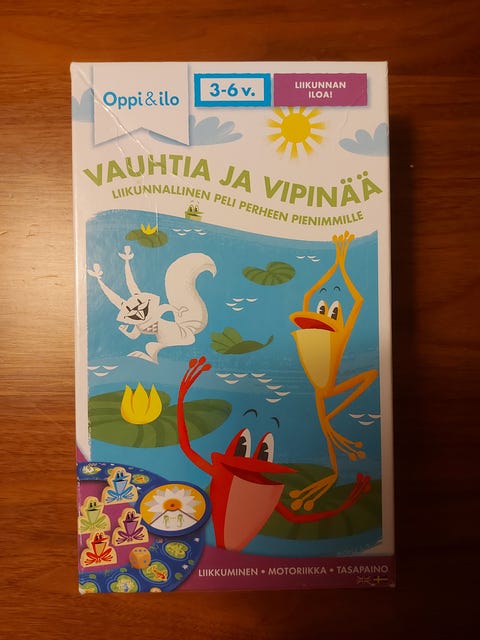 Oppi & ilo
3-6 v.
LIIKUNNAN
ILOA!
VAUHTIA JA VIPINÄÄ
LIIKUNNALLINEN PELI PERHEEN PIENIMMILLE
LIIKKUMINEN • MOTORIIKKA • TASAPAINO